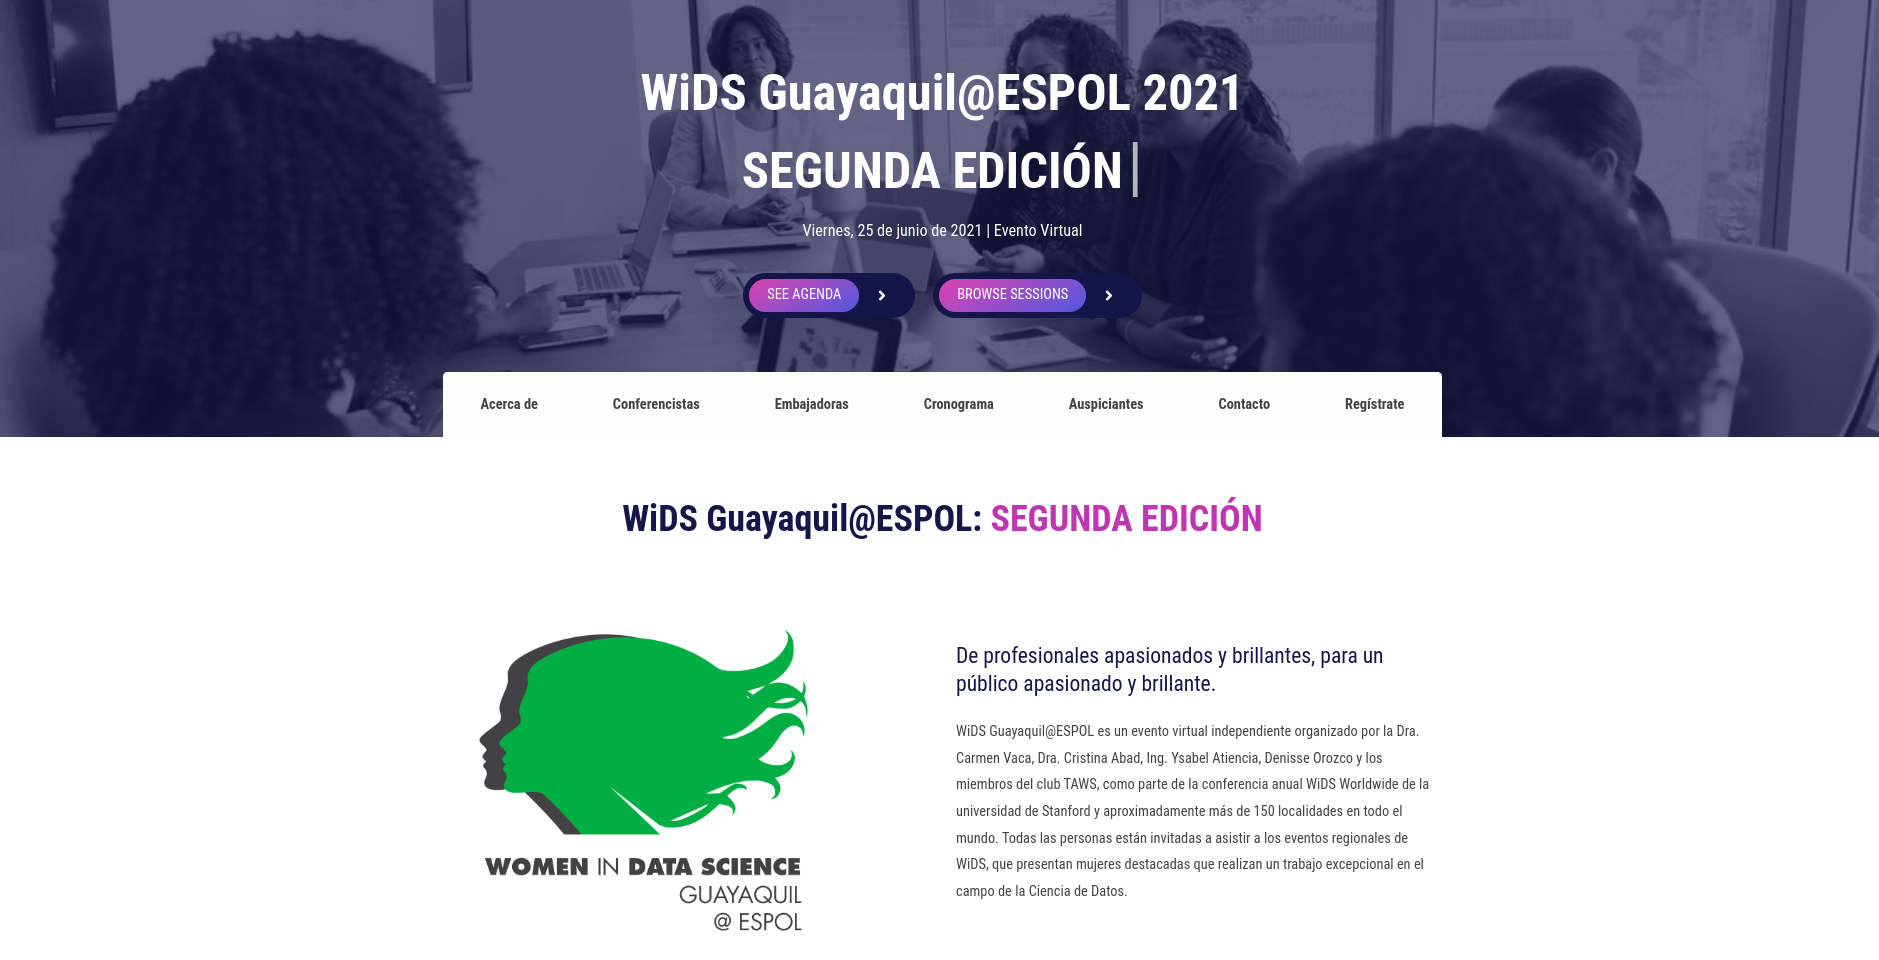 WiDS Guayaquil@ESPOL 2021
SEGUNDA EDICIÓN
Viernes, 25 de junio de 2021 | Evento Virtual
SEE AGENDA
BROWSE SESSIONS
Acerca de
Conferencistas
Embajadoras
Cronograma
Auspiciantes
Contacto
Regístrate
WiDS Guayaquil@ESPOL: SEGUNDA EDICIÓN
WOMEN IN DATA SCIENCE
GUAYAQUIL
@ ESPOL
De profesionales apasionados y brillantes, para un
público apasionado y brillante.
WiDS Guayaquil@ESPOL es un evento virtual independiente organizado por la Dra.
Carmen Vaca, Dra. Cristina Abad, Ing. Ysabel Atiencia, Denisse Orozco y los
miembros del club TAWS, como parte de la conferencia anual WiDS Worldwide de la
universidad de Stanford y aproximadamente más de 150 localidades en todo el
mundo. Todas las personas están invitadas a asistir a los eventos regionales de
WiDS, que presentan mujeres destacadas que realizan un trabajo excepcional en el
campo de la Ciencia de Datos.